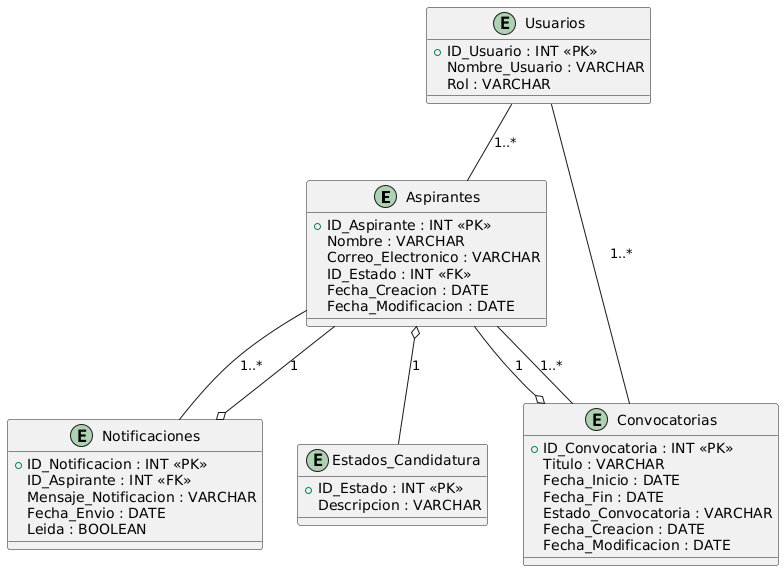 E Usuarios
ID_Usuario : INT «PK»
Nombre_Usuario : VARCHAR
Rol : VARCHAR
1..*
1..*
E Aspirantes
ID_Aspirante : INT «PK»
Nombre : VARCHAR
Correo_Electronico : VARCHAR
ID_Estado : INT «FK»
Fecha_Creacion : DATE
Fecha_Modificacion : DATE
1..*
1
1
1
1..*
E Notificaciones
ID_Notificacion : INT «PK»
ID_Aspirante : INT «FK»
Mensaje_Notificacion : VARCHAR
Fecha_Envio : DATE
Leida : BOOLEAN
E Estados_Candidatura
ID_Estado : INT «PK»
Descripcion : VARCHAR
E Convocatorias
ID_Convocatoria : INT «PK»
Titulo : VARCHAR
Fecha_Inicio : DATE
Fecha_Fin : DATE
Estado_Convocatoria : VARCHAR
Fecha_Creacion : DATE
Fecha_Modificacion : DATE